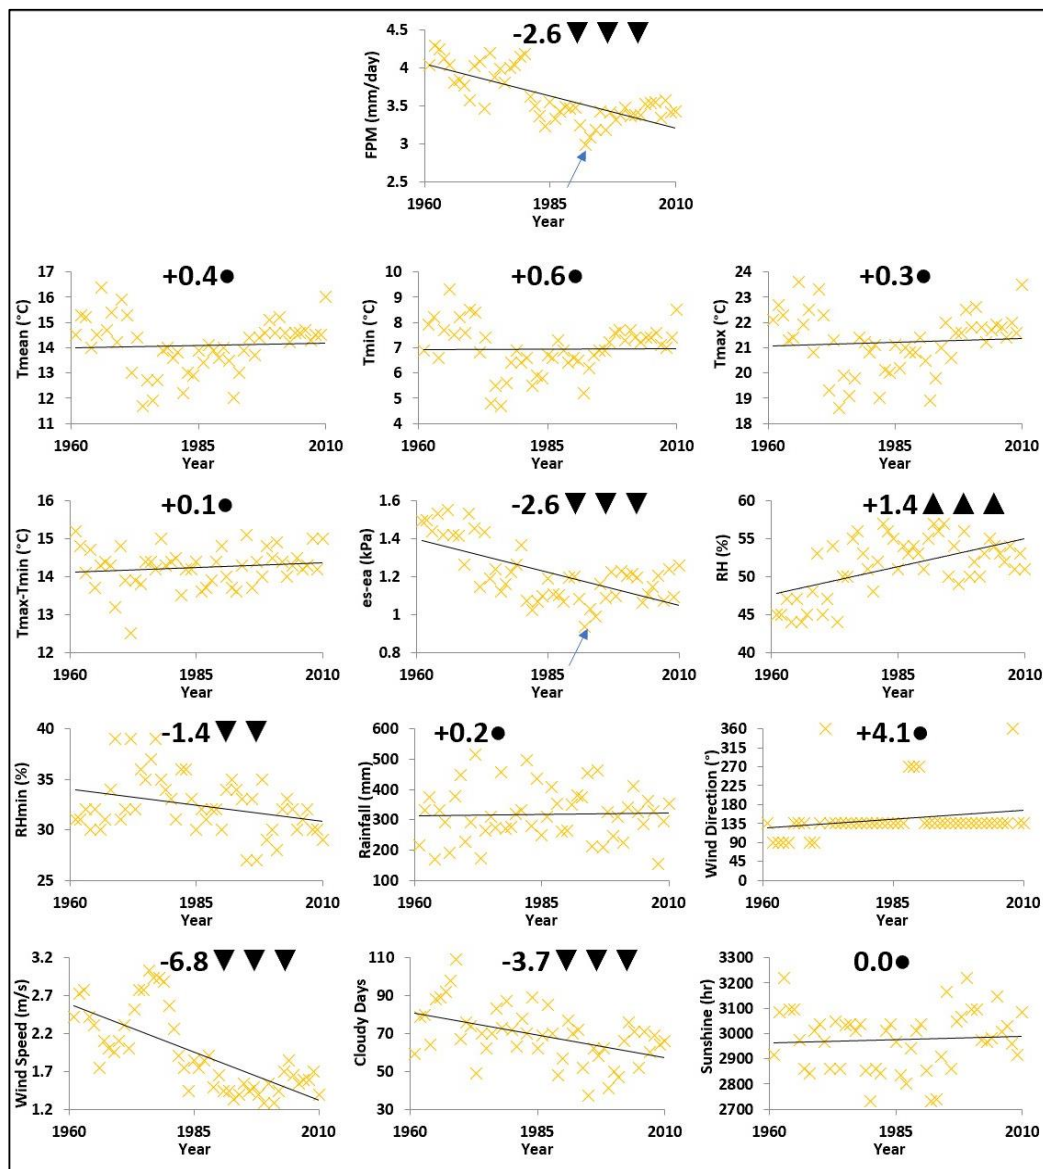 -2.6 ▼ ▼ ▼
FPM (mm/day)
4.5
4
3.5
3
2.5
1960 1985 2010
Year
+0.4 ●
Tmean (°C)
17
16
15
14
13
12
11
1960 1985 2010
Year
+0.6 ●
Tmin (°C)
10
9
8
7
6
5
4
1960 1985 2010
Year
+0.3 ●
Tmax (°C)
24
23
22
21
20
19
18
1960 1985 2010
Year
+0.1 ●
Tmax-Tmin (°C)
16
15
14
13
12
1960 1985 2010
Year
-2.6 ▼ ▼ ▼
es-ea (kPa)
1.6
1.4
1.2
1
0.8
1960 1985 2010
Year
+1.4 ▲ ▲ ▲
RH (%)
60
55
50
45
40
1960 1985 2010
Year
-1.4 ▼ ▼
RHmin (%)
40
35
30
25
1960 1985 2010
Year
+0.2 ●
Rainfall (mm)
600
500
400
300
200
100
1960 1985 2010
Year
+4.1 ●
Wind Direction (°)
360
315
270
225
180
135
90
45
0
1960 1985 2010
Year
-6.8 ▼ ▼ ▼
Wind Speed (m/s)
3.2
2.7
2.2
1.7
1.2
1960 1985 2010
Year
-3.7 ▼ ▼ ▼
Cloudy Days
110
90
70
50
30
1960 1985 2010
Year
0.0 ●
Sunshine (hr)
3300
3200
3100
3000
2900
2800
2700
1960 1985 2010
Year